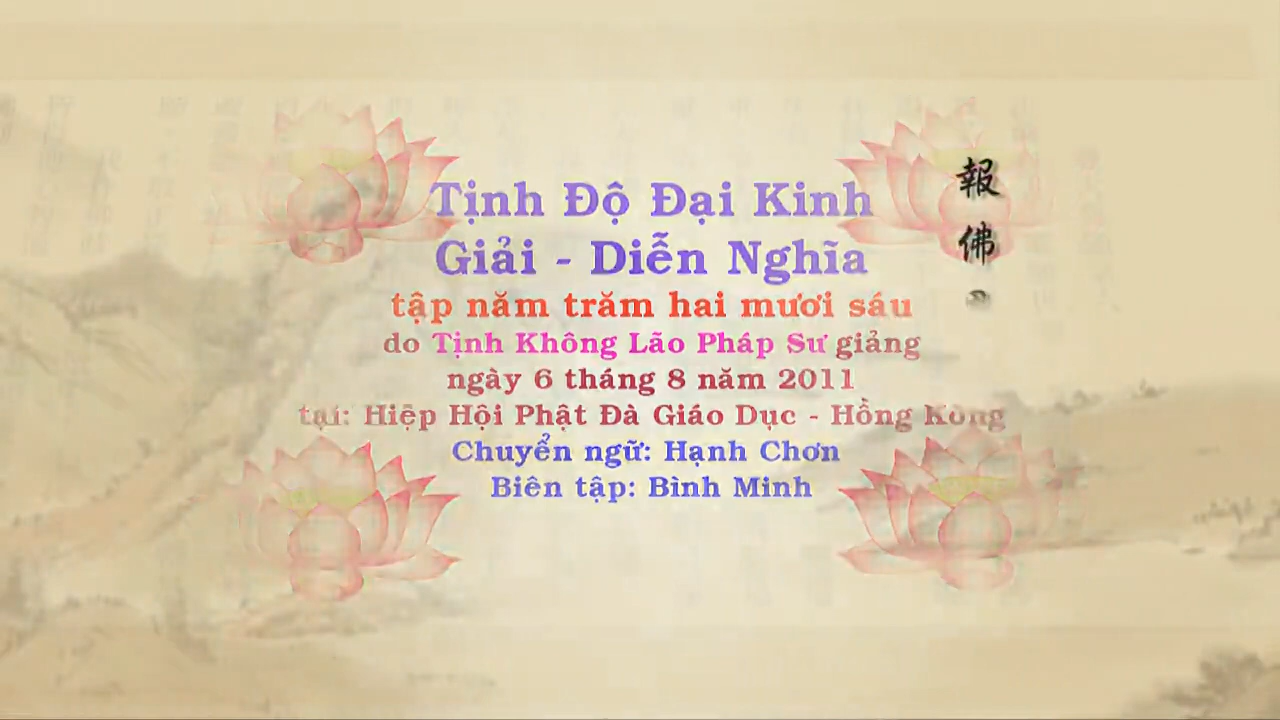 Tịnh Độ Đại Kinh
Giải - Diễn Nghĩa
tập năm trăm hai mươi sáu
do Tịnh Không Lão Pháp Sư giảng
ngày 6 tháng 8 năm 2011
tại: Hiệp Hội Phật Đà Giáo Dục - Hồng Kông
Chuyển ngữ: Hạnh Chơn
Biên tập: Bình Minh
報佛